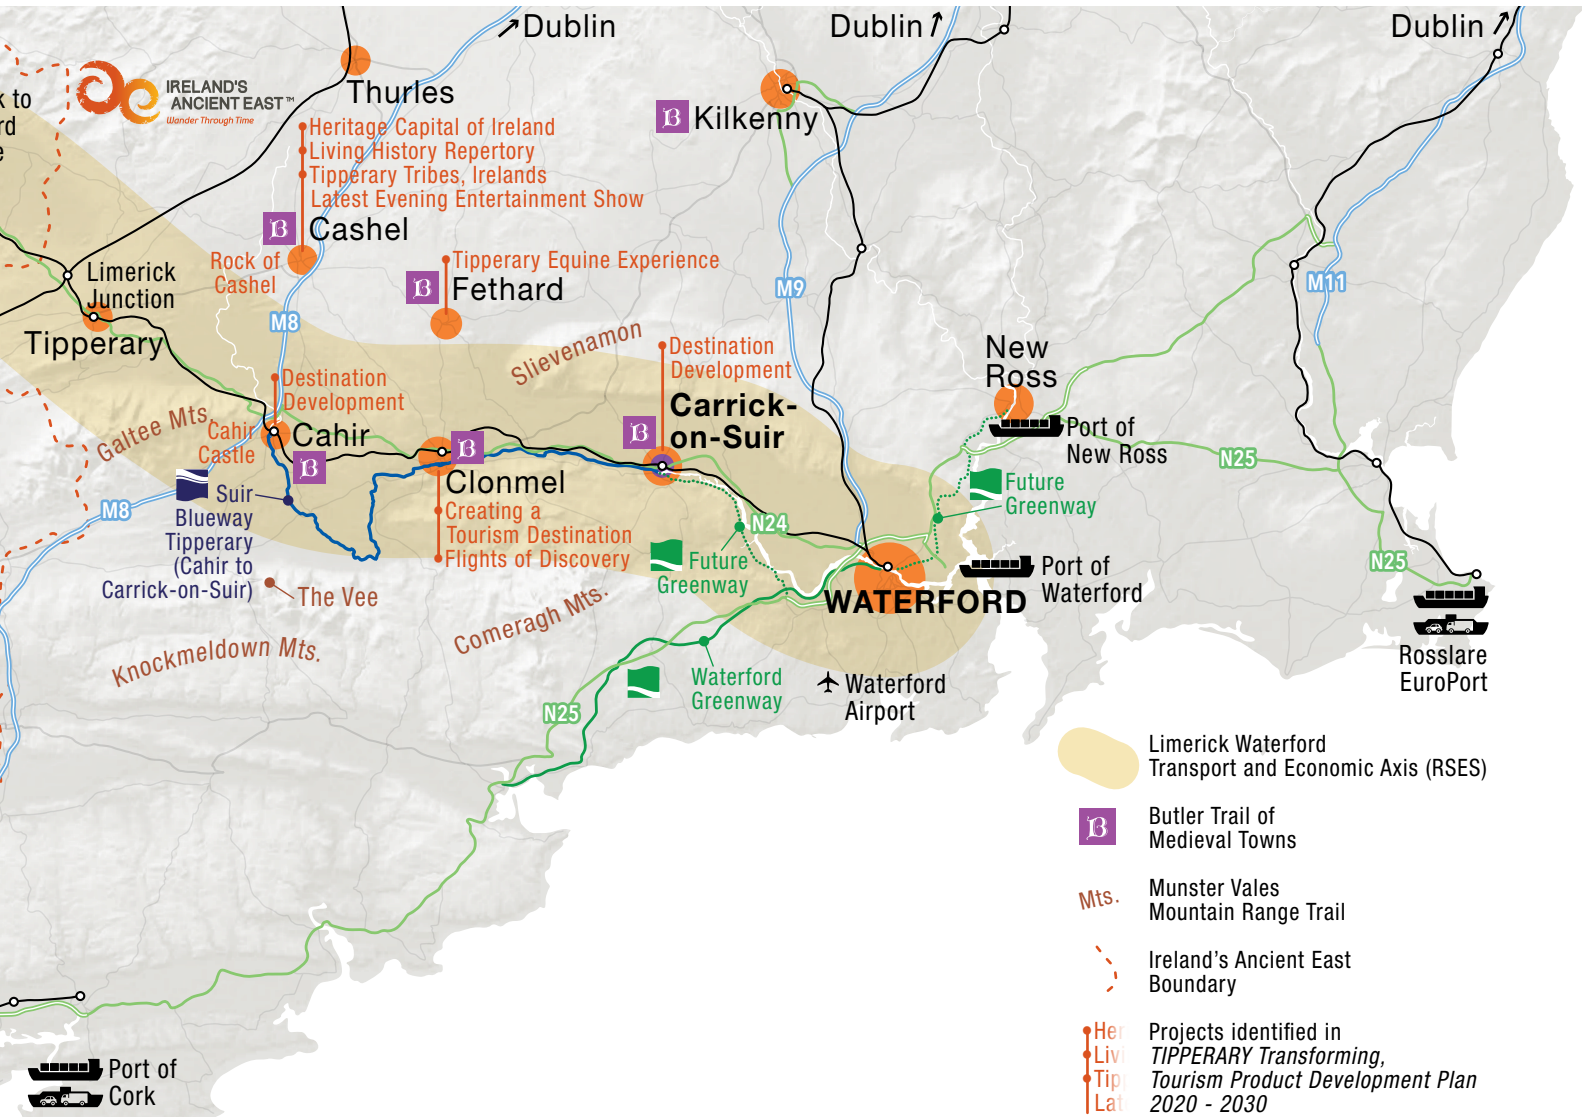 Dublin
Dublin
Dublin
k to
rd
e
IRELAND'S
ANCIENT EAST™
Wander Through Time
Thurles
Heritage Capital of Ireland
Living History Repertory
Tipperary Tribes, Irelands
Latest Evening Entertainment Show
B
Cashel
Rock of
Cashel
B
Kilkenny
Tipperary Equine Experience
B
Fethard
Limerick
Junction
Tipperary
M8
M9
M11
Slievenamon
Destination
Development
Destination
Development
Carrick-
on-Suir
B
New
Ross
Port of
New Ross
N25
Galtee Mts.
Cahir
Castle
Cahir
B
B
Clonmel
Creating a
Tourism Destination
Flights of Discovery
M8
Suir
Blueway
Tipperary
(Cahir to
Carrick-on-Suir)
The Vee
Knockmeldown Mts.
Comeragh Mts.
N24
Future
Greenway
Future
Greenway
WATERFORD
Port of
Waterford
N25
Rosslare
EuroPort
Waterford
Greenway
Waterford
Airport
N25
Limerick Waterford
Transport and Economic Axis (RSES)
B
Butler Trail of
Medieval Towns
Mts.
Munster Vales
Mountain Range Trail
Ireland's Ancient East
Boundary
Her
Livi
Tip
Lat
Projects identified in
TIPPERARY Transforming,
Tourism Product Development Plan
2020 - 2030
Port of
Cork